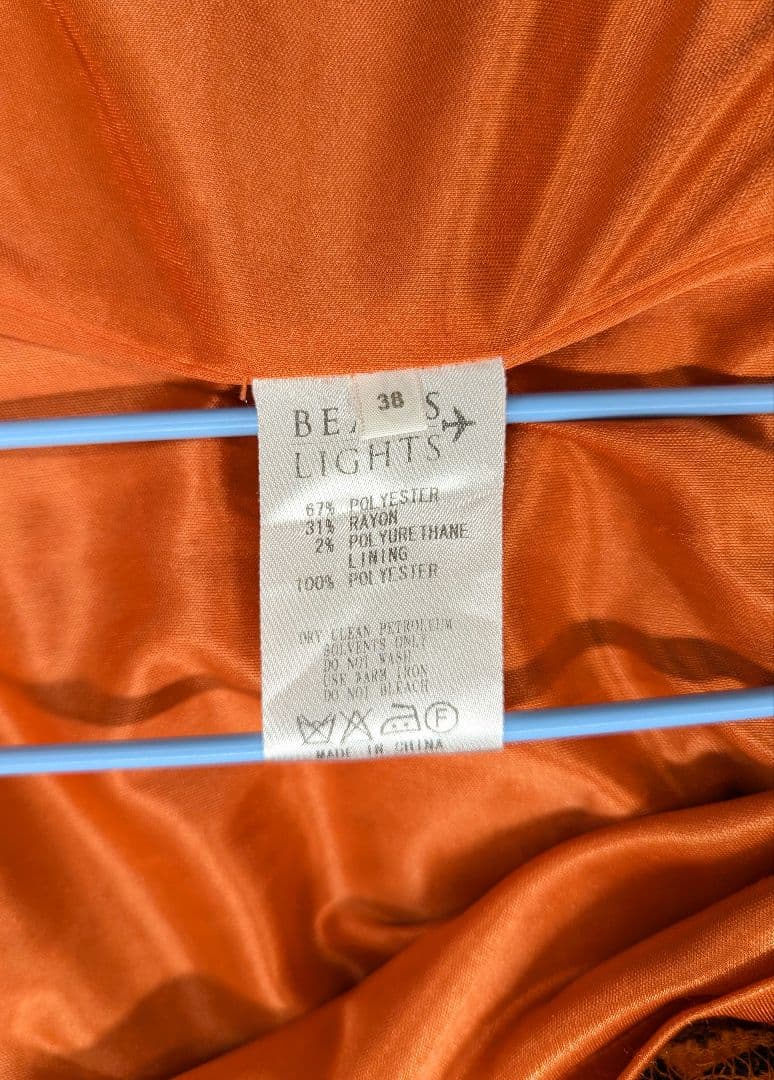 38
BE S
LIGHTS
67% POLYESTER
31% RAYON
2% POLYURETHANE
LINING
100% POLYESTER
DRY CLEAN PETROLEUM
SOLVENTS ONLY
DO NOT WASH
USE WARM IRON
DO NOT BLEACH
F
MADE IN CHINA